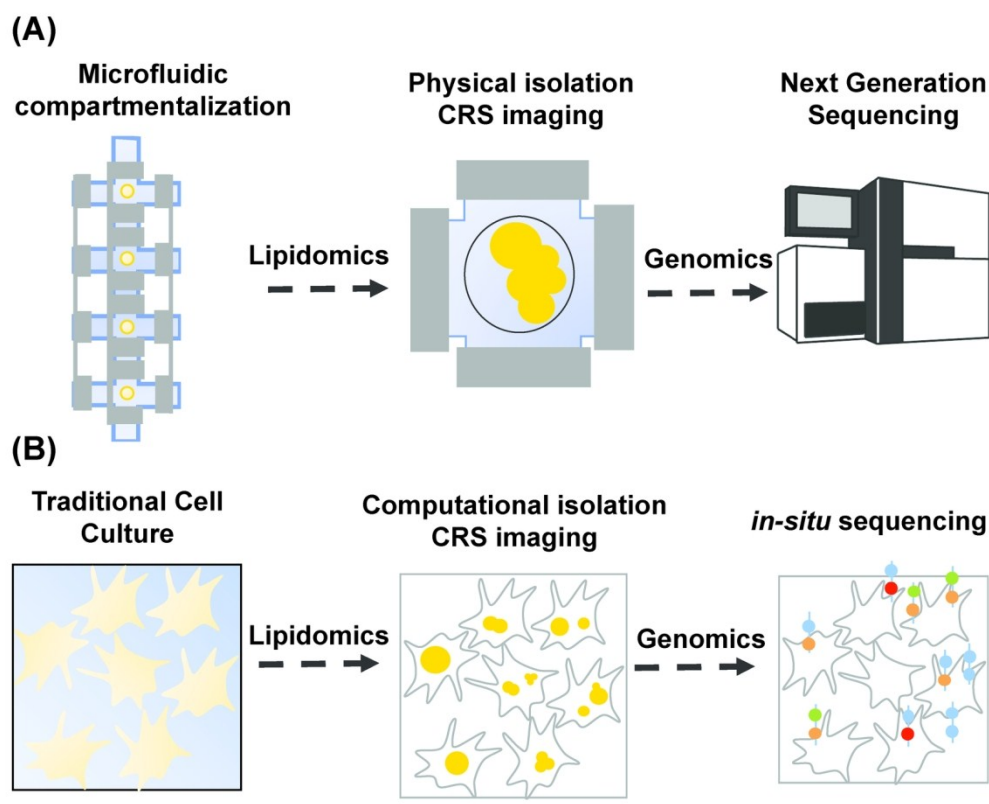 (A)
Microfluidic
compartmentalization
Physical isolation
CRS imaging
Next Generation
Sequencing
Lipidomics
Genomics
(B)
Traditional Cell
Culture
Computational isolation
CRS imaging
in-situ sequencing
Lipidomics
Genomics